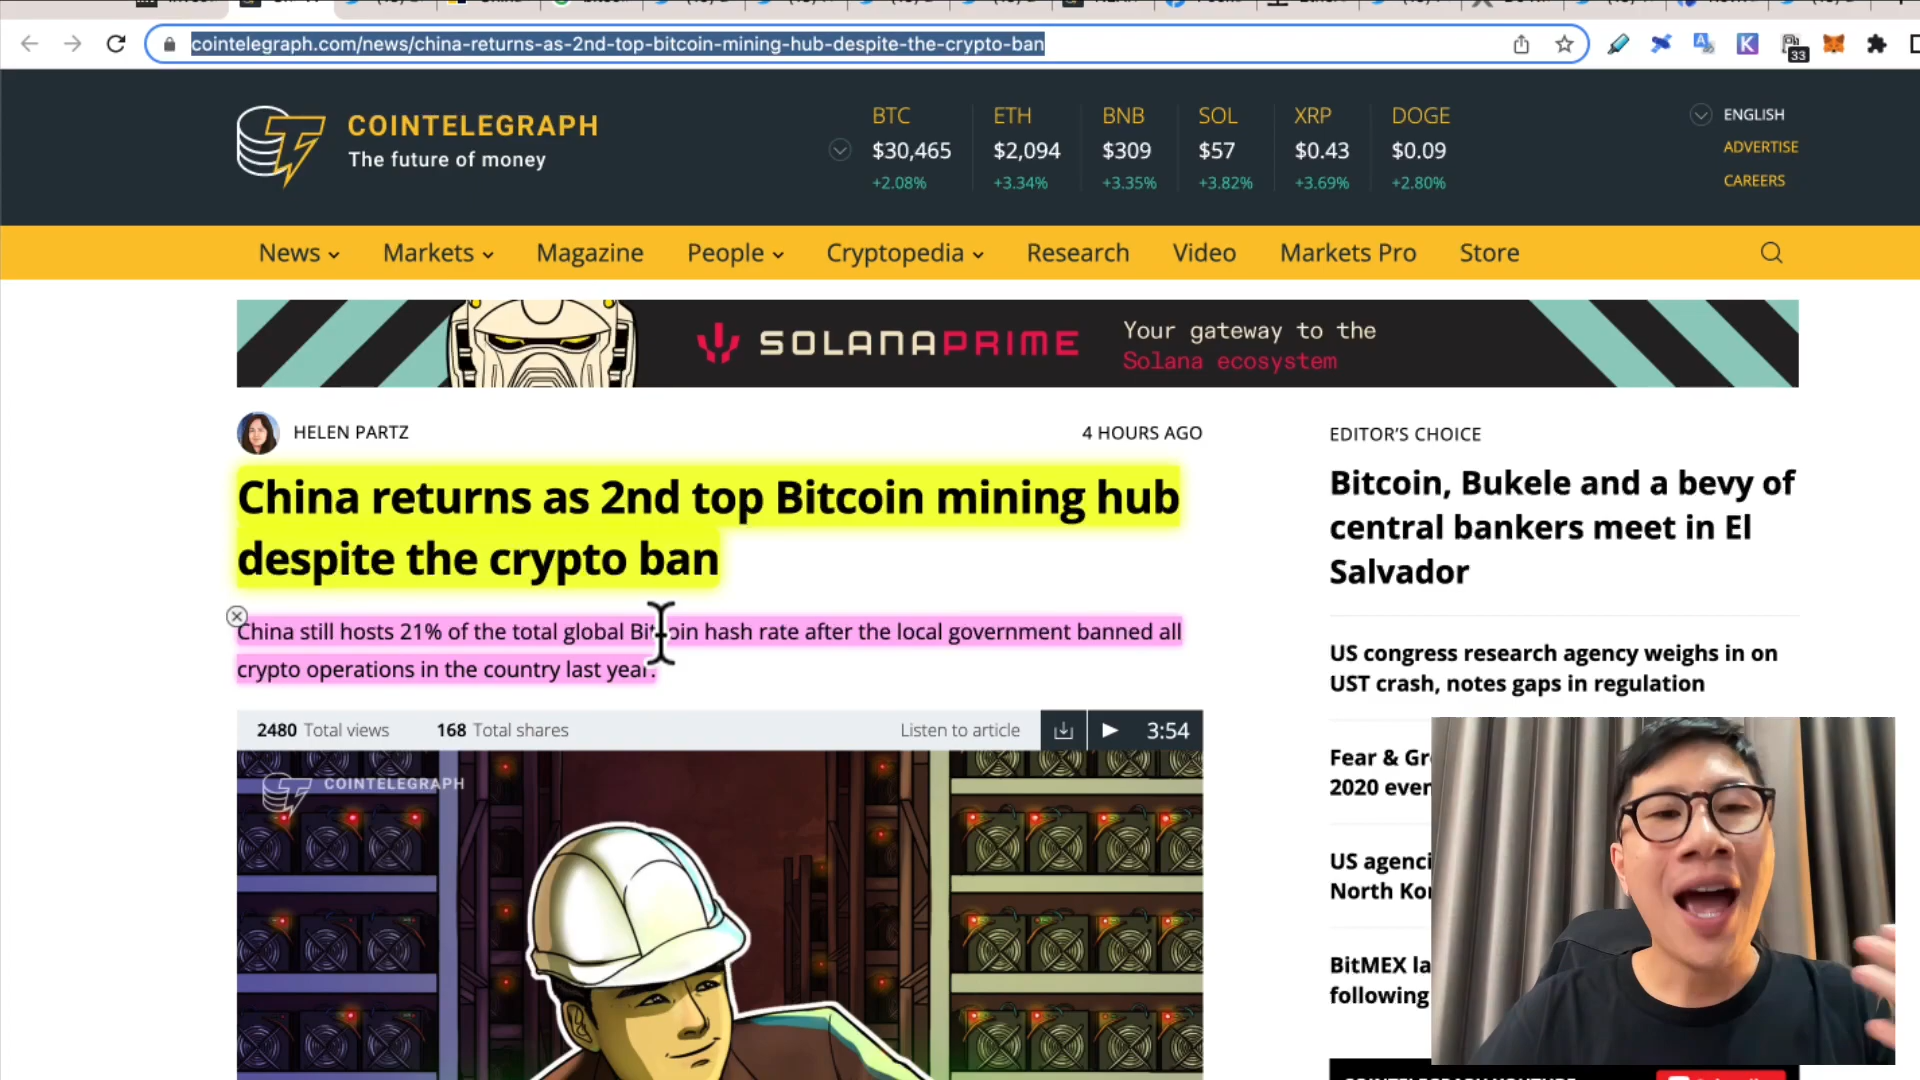 cointelegraph.com/news/china-returns-as-2nd-top-bitcoin-mining-hub-despite-the-crypto-ban
33
COINTELEGRAPH
The future of money
BTC ETH BNB SOL XRP DOGE
$30,465 $2,094 $309 $57 $0.43 $0.09
+2.08% +3.34% +3.35% +3.82% +3.69% +2.80%
ENGLISH
ADVERTISE
CAREERS
News Markets Magazine People Cryptopedia Research Video Markets Pro Store
SOLANAPRIME
Your gateway to the
Solana ecosystem
HELEN PARTZ
4 HOURS AGO
China returns as 2nd top Bitcoin mining hub
despite the crypto ban
China still hosts 21% of the total global Bitcoin hash rate after the local government banned all
crypto operations in the country last year.
2480 Total views 168 Total shares Listen to article 3:54
COINTELEGRAPH
EDITOR'S CHOICE
Bitcoin, Bukele and a bevy of
central bankers meet in El
Salvador
US congress research agency weighs in on
UST crash, notes gaps in regulation
Fear & Gr
2020 ever
US agenci
North Kor
BitMEX la
following